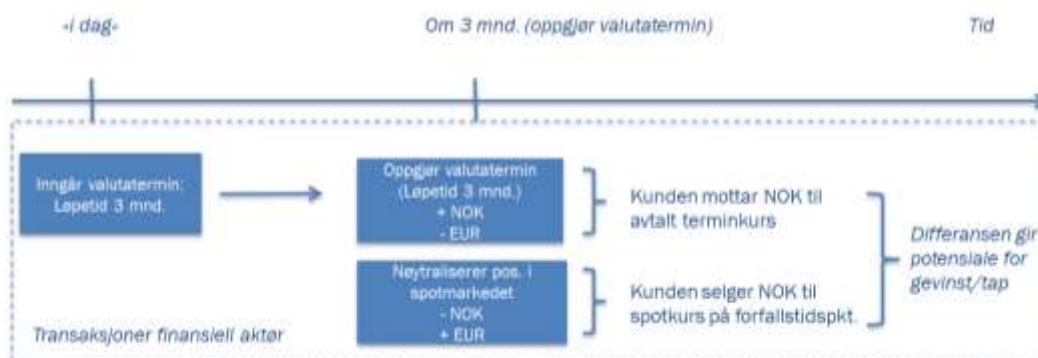 «i dag»
Om 3 mnd. (oppgjør valutatermin)
Tid
Inngår valutatermin;
Løpetid 3 mnd.
Oppgjør valutatermin
(Løpetid 3 mnd.)
+ NOK
- EUR
Kunden mottar NOK til
avtalt terminkurs
Nøytraliserer pos. i
spotmarkedet
- NOK
+ EUR
Kunden selger NOK til
spotkurs på forfallstidspkt.
Differansen gir
potensiale for
gevinst/tap
Transaksjoner finansiell aktør